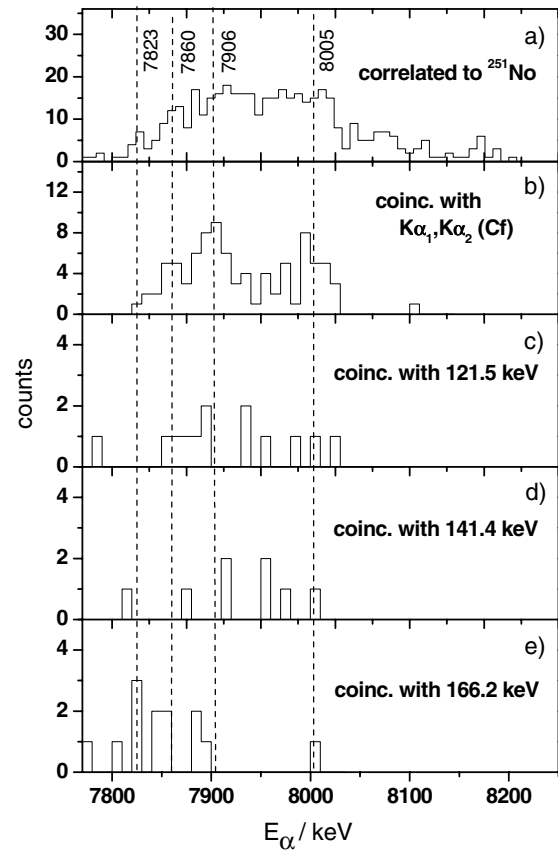 35
30
20
10
0
7823
7860
7906
8005
a)
correlated to ²⁵¹No
12
8
4
0
b)
coinc. with
Kα₁,Kα₂ (Cf)
counts
4
2
0
c)
coinc. with 121.5 keV
4
2
0
d)
coinc. with 141.4 keV
4
2
0
e)
coinc. with 166.2 keV
7800 7900 8000 8100 8200
Eα / keV